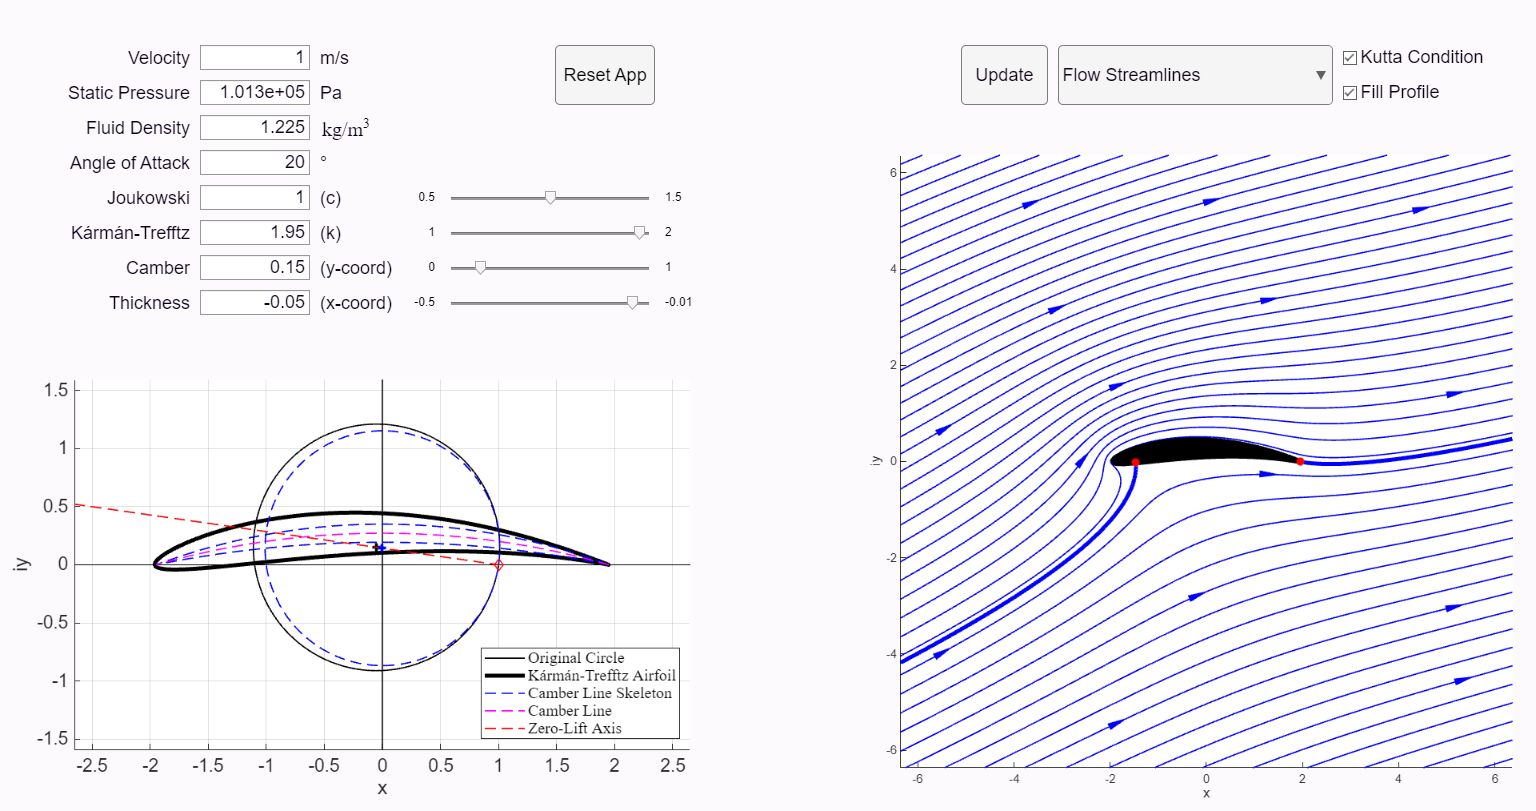 Velocity 1 m/s
Static Pressure 1.013e+05 Pa
Fluid Density 1.225 kg/m³
Angle of Attack 20 °
Joukowski 1 (c) 0.5 1.5
Kármán-Trefftz 1.95 (k) 1 2
Camber 0.15 (y-coord) 0 1
Thickness -0.05 (x-coord) -0.5 -0.01
Reset App
Update
Flow Streamlines
Kutta Condition
Fill Profile
1.5
1
0.5
0
-0.5
-1
-1.5
iy
-2.5 -2 -1.5 -1 -0.5 0 0.5 1 1.5 2 2.5
x
Original Circle
Kármán-Trefftz Airfoil
Camber Line Skeleton
Camber Line
Zero-Lift Axis
6
4
2
0
-2
-4
-6
iy
-6 -4 -2 0 2 4 6
x